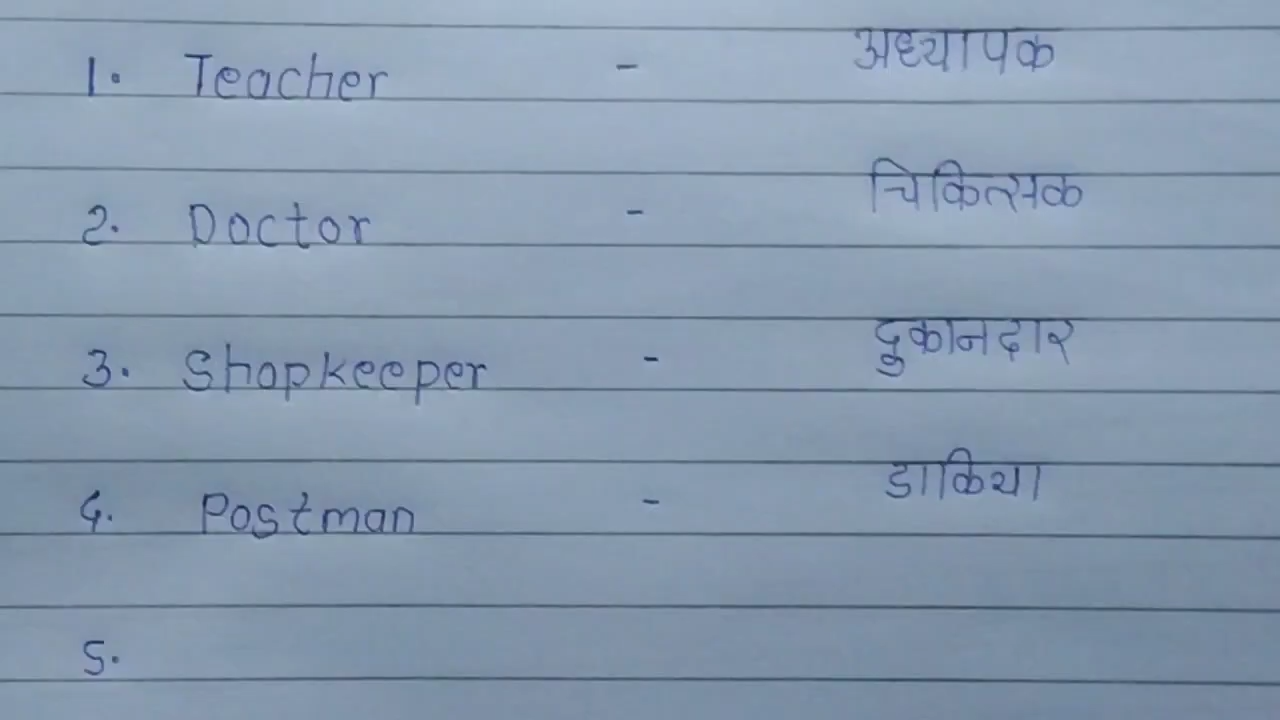 1. Teacher - अध्यापक
2. Doctor - चिकित्सक
3. Shopkeeper - दुकानदार
4. Postman - डाकिया
5.